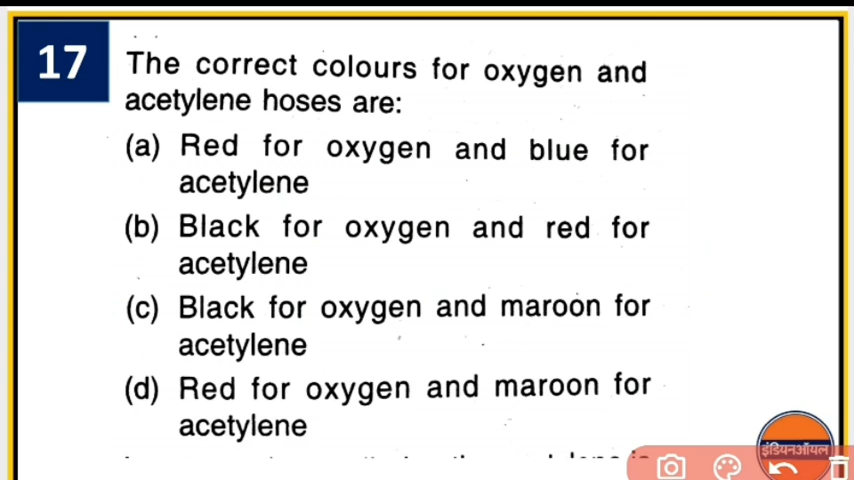 17
The correct colours for oxygen and
acetylene hoses are:
(a) Red for oxygen and blue for
acetylene
(b) Black for oxygen and red for
acetylene
(c) Black for oxygen and maroon for
acetylene
(d) Red for oxygen and maroon for
acetylene
इंडियनऑयल